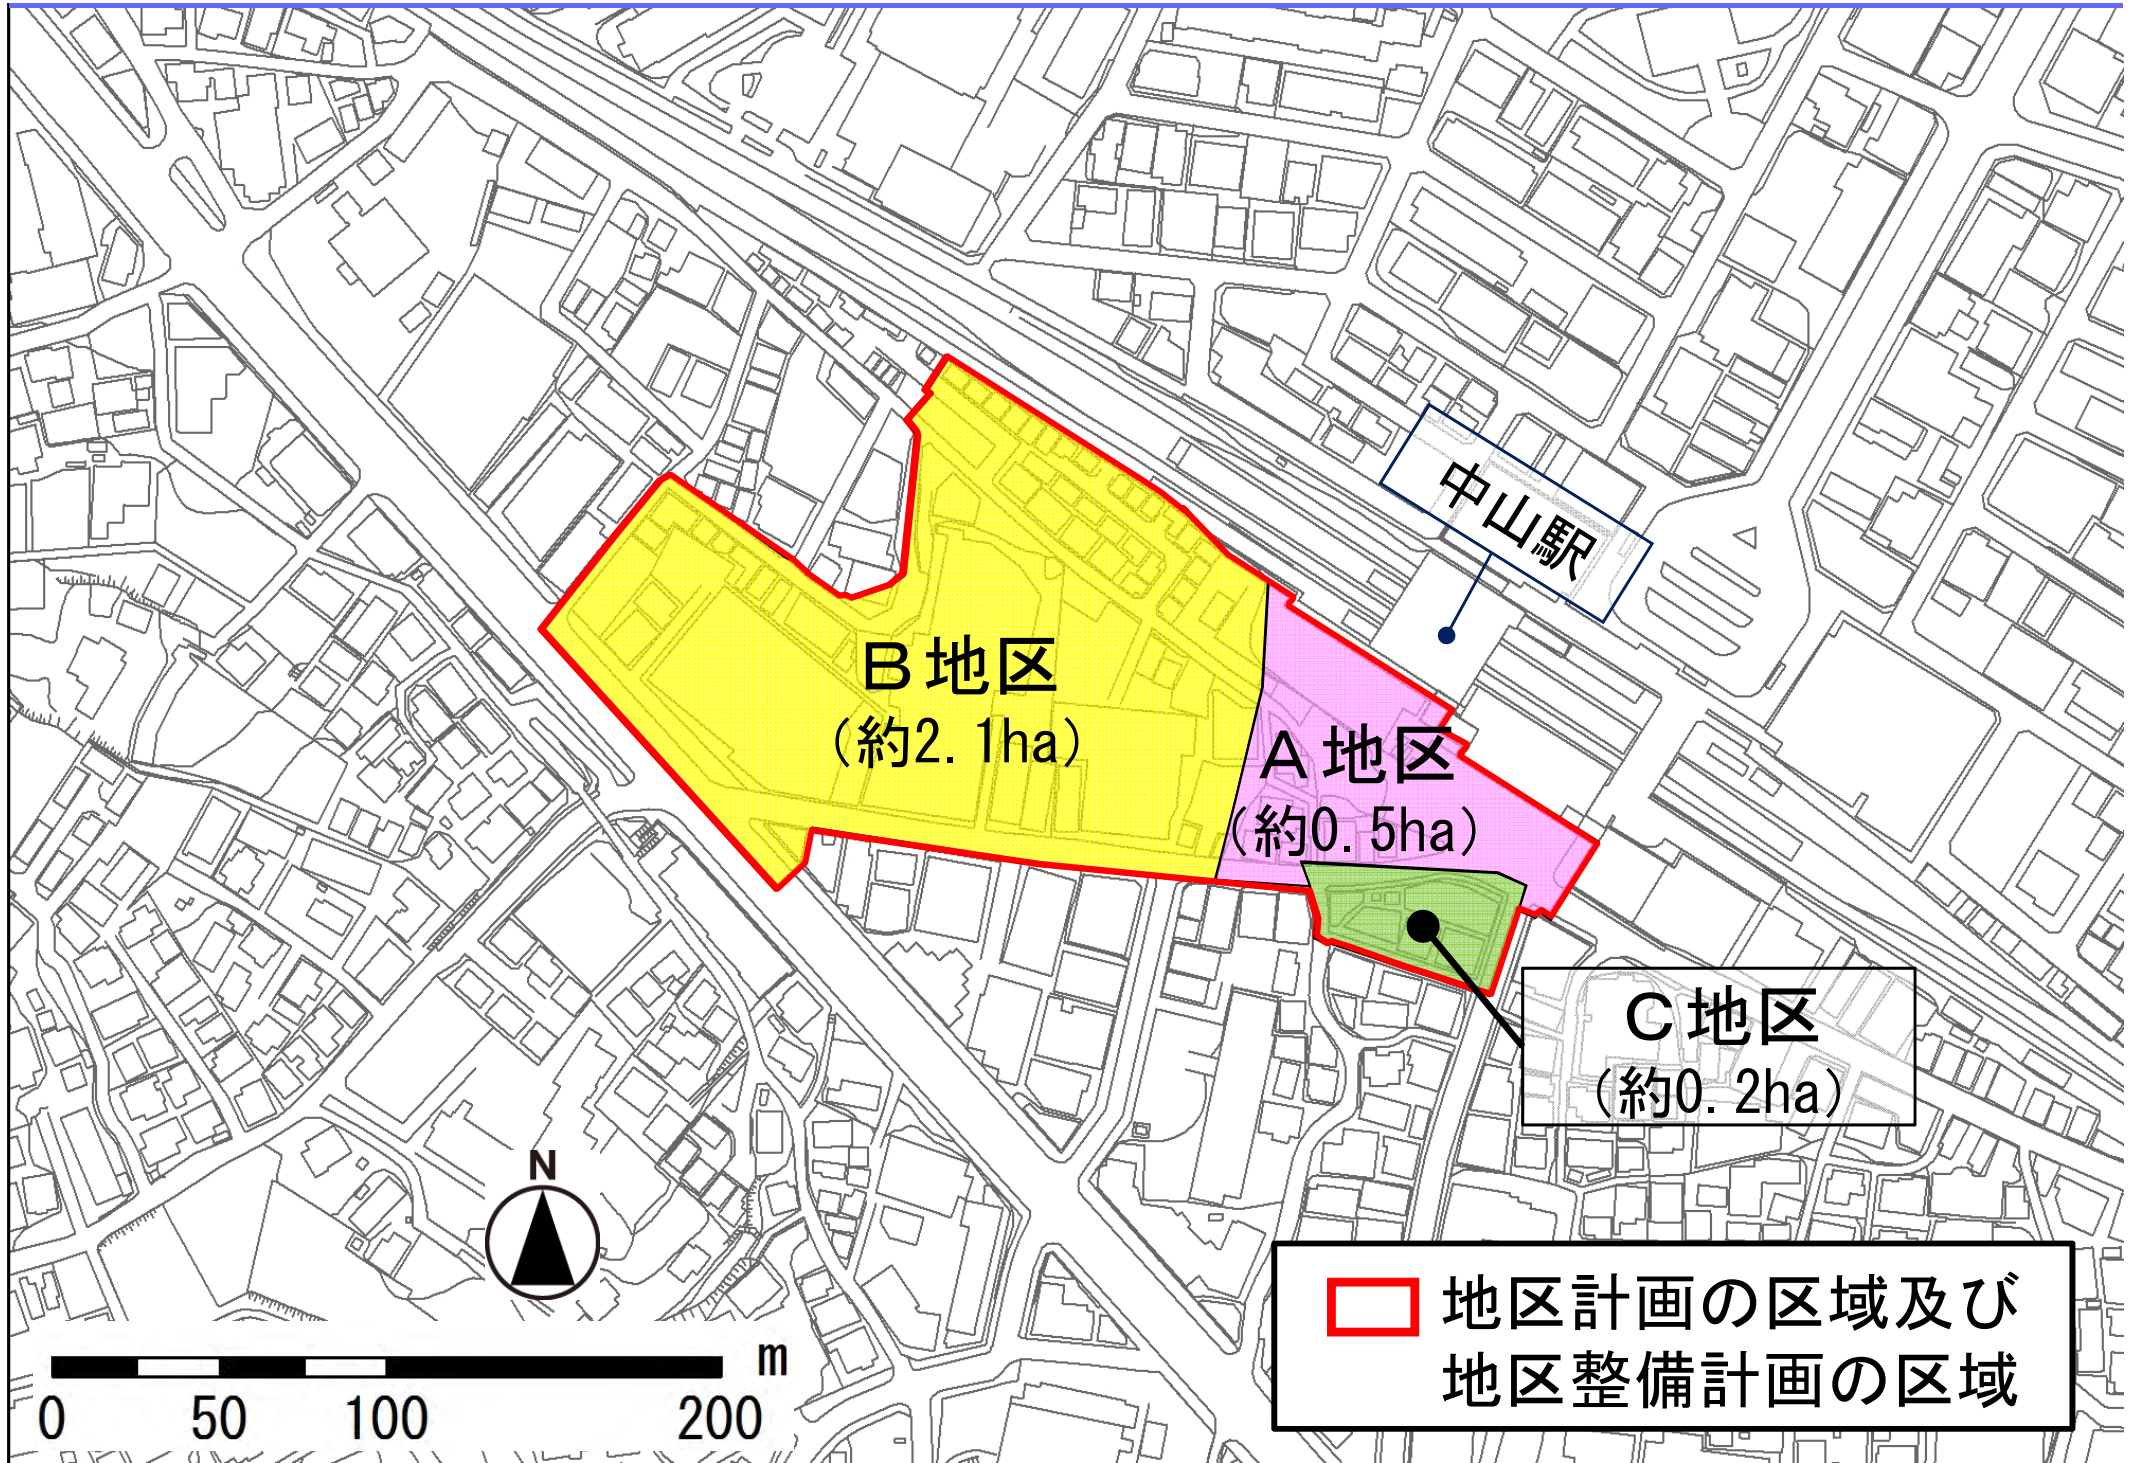 中山駅
B地区
(約2.1ha)
A地区
(約0.5ha)
C地区
(約0.2ha)
N
m
0 50 100 200
地区計画の区域及び
地区整備計画の区域